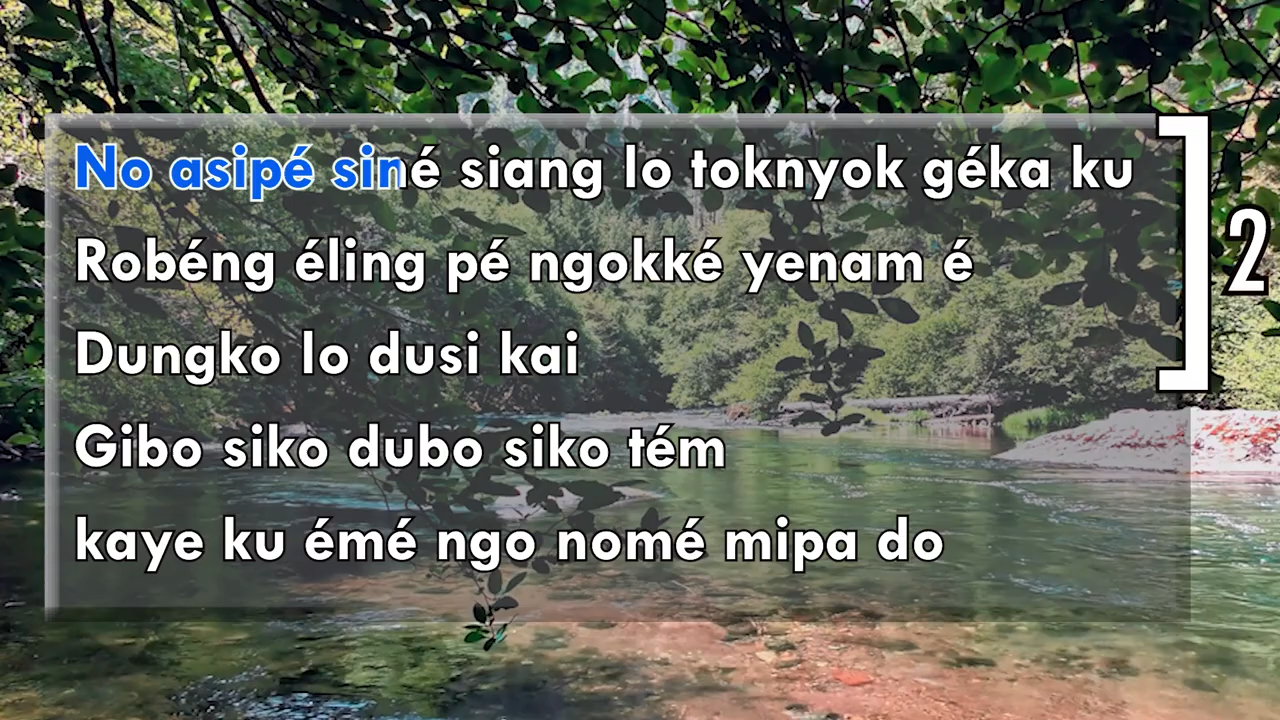 No asipé siné siang lo toknyok géka ku
Robéng éling pé ngokké yenam é
Dungko lo dusi kai
Gibo siko dubo siko tém
kaye ku émé ngo nomé mipa do
] 2